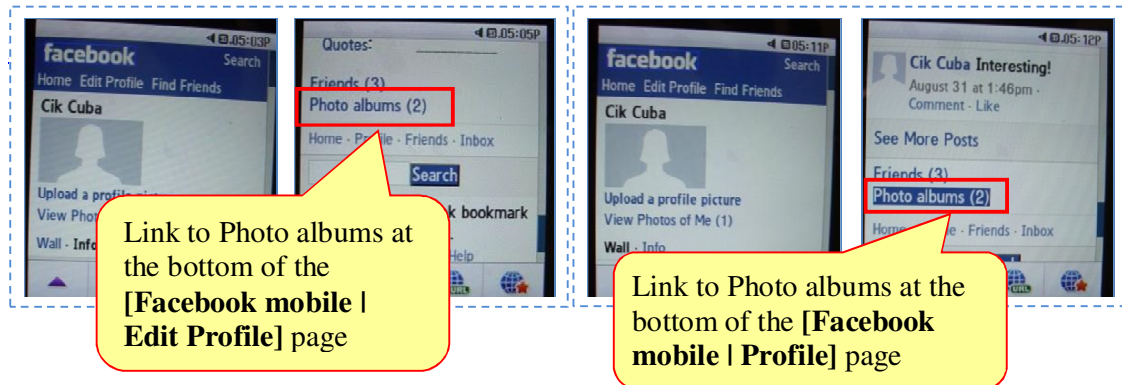 05:03P
facebook
Search
Home Edit Profile Find Friends
Cik Cuba
Upload a profile
View
Wall · Info
05:05P
Quotes:
Friends (3)
Photo albums (2)
Home · Profile · Friends · Inbox
Search
bookmark
Help
URL
Link to Photo albums at
the bottom of the
[Facebook mobile |
Edit Profile] page
05:11P
facebook
Search
Home Edit Profile Find Friends
Cik Cuba
Upload a profile picture
View Photos of Me (1)
Wall · Info
05:12P
Cik Cuba Interesting!
August 31 at 1:46pm ·
Comment · Like
See More Posts
Friends (3)
Photo albums (2)
Home · · Friends · Inbox
URL
Link to Photo albums at the
bottom of the [Facebook
mobile | Profile] page